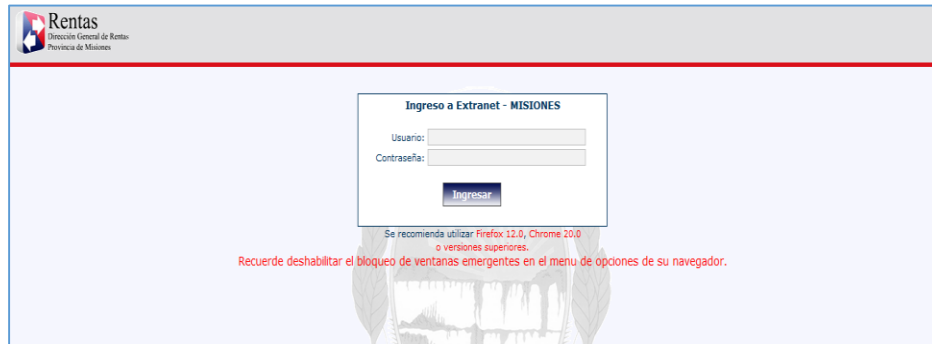 Rentas
Dirección General de Rentas
Provincia de Misiones
Ingreso a Extranet - MISIONES
Usuario:
Contraseña:
Ingresar
Se recomienda utilizar Firefox 12.0, Chrome 20.0
o versiones superiores.
Recuerde deshabilitar el bloqueo de ventanas emergentes en el menu de opciones de su navegador.